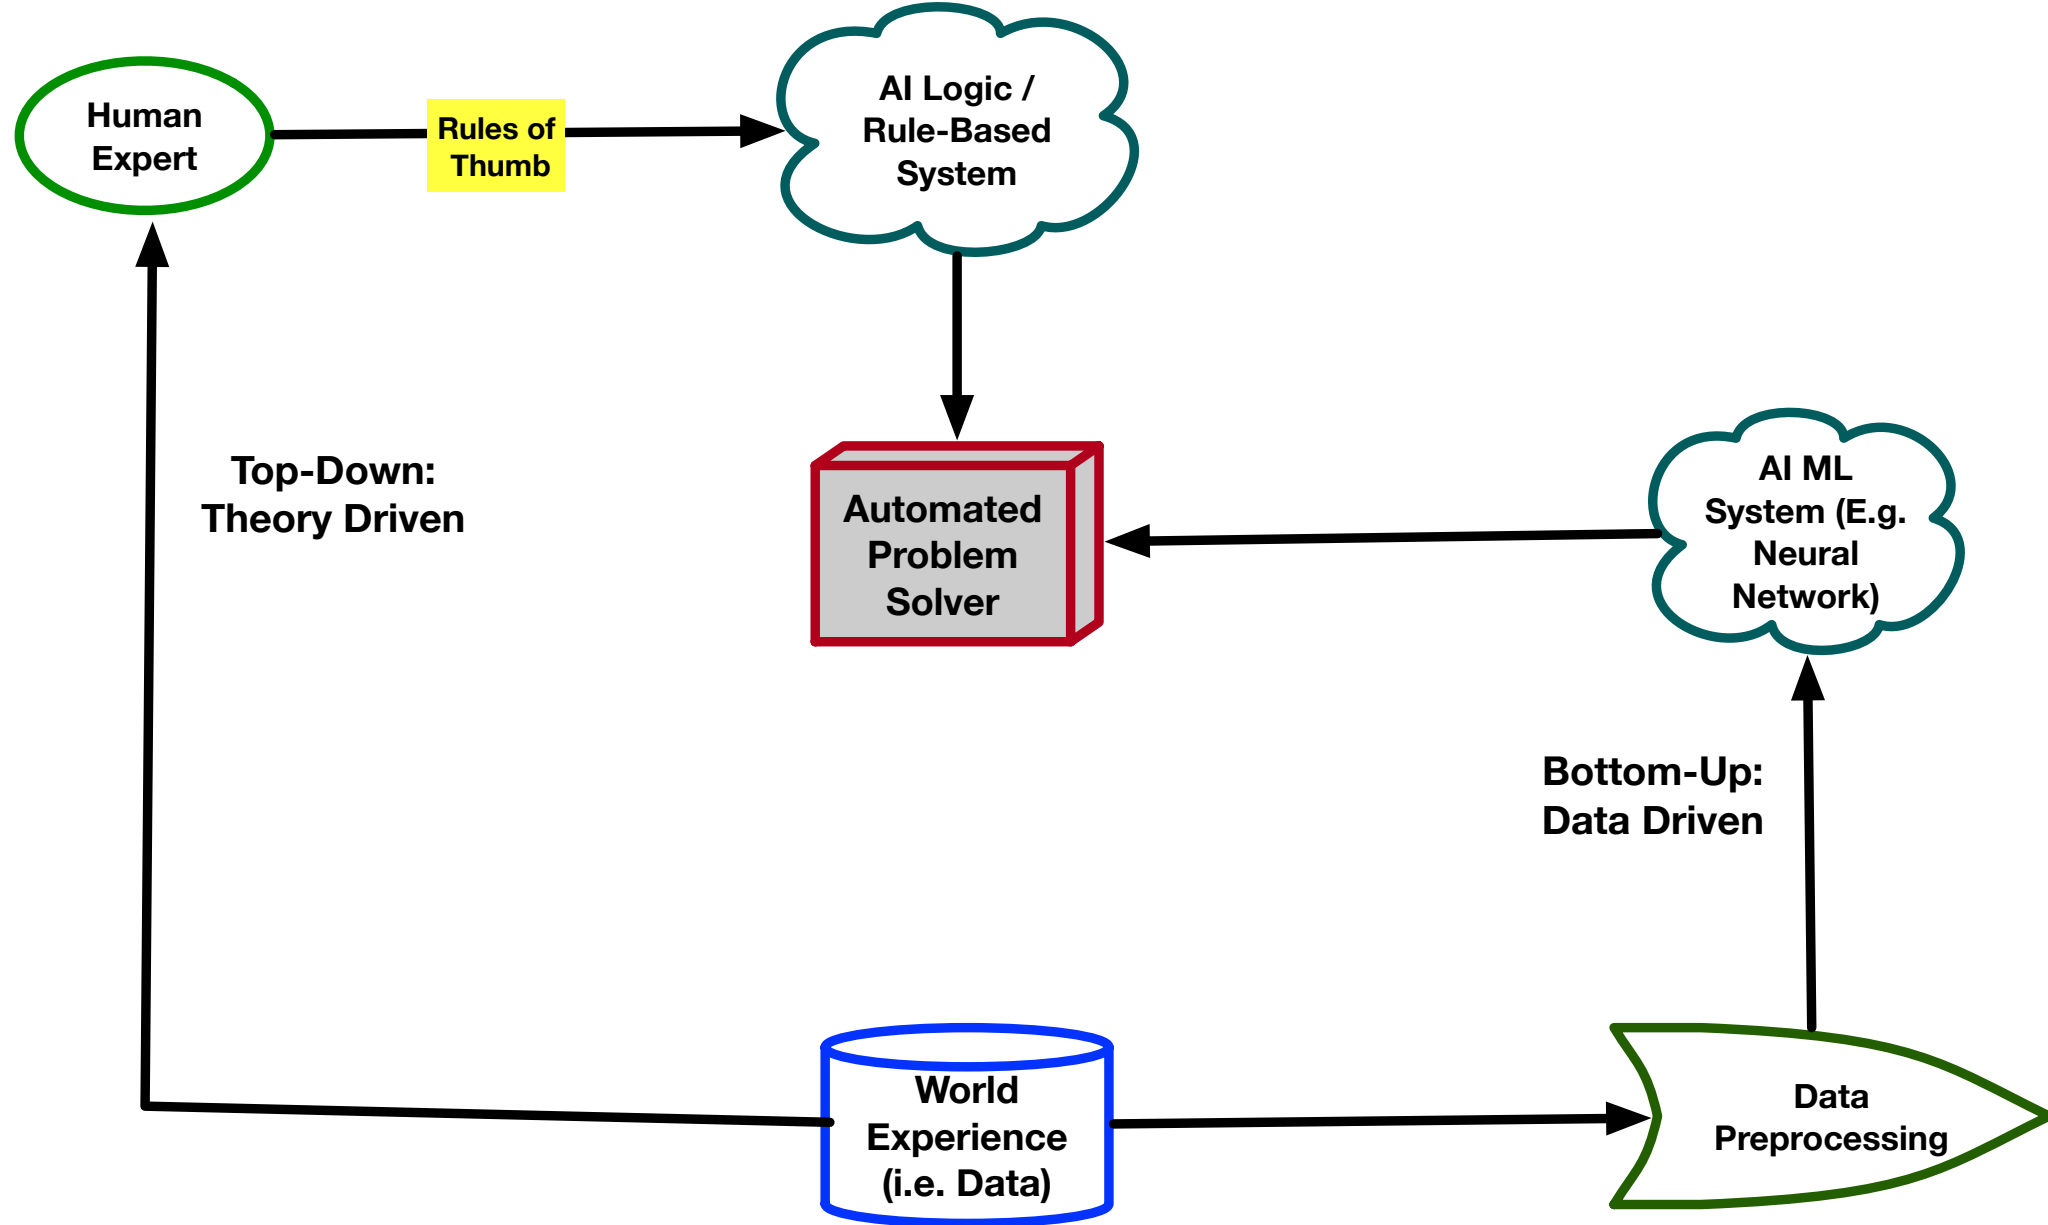 Human
Expert
Rules of
Thumb
AI Logic /
Rule-Based
System
Top-Down:
Theory Driven
Automated
Problem
Solver
AI ML
System (E.g.
Neural
Network)
Bottom-Up:
Data Driven
World
Experience
(i.e. Data)
Data
Preprocessing